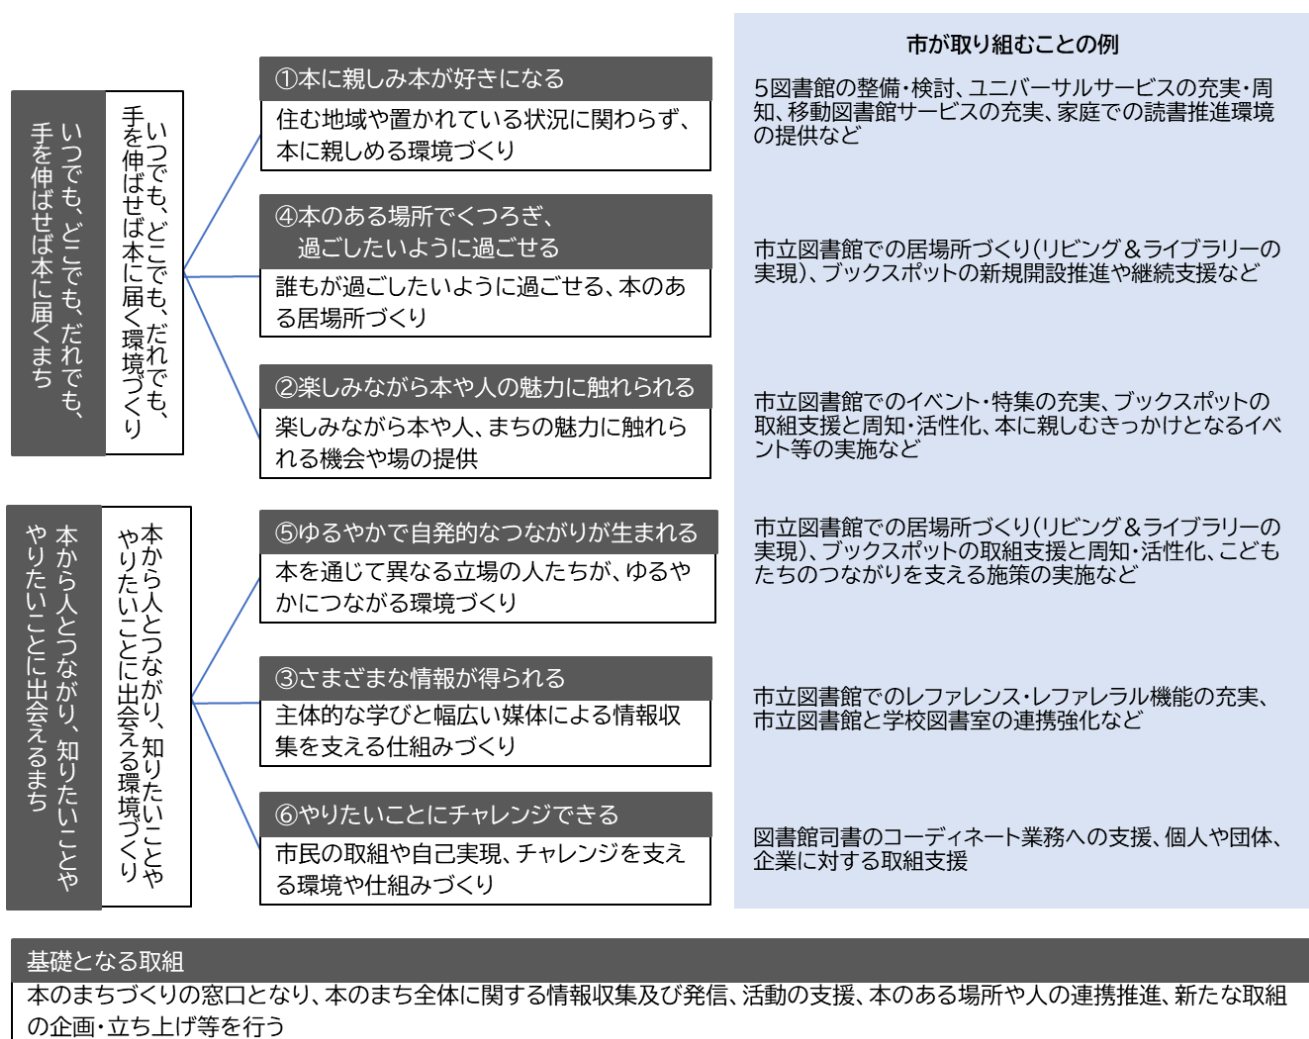 いつでも、どこでも、だれでも、
手を伸ばせば本に届くまち
いつでも、どこでも、だれでも、
手を伸ばせば本に届く環境づくり
①本に親しみ本が好きになる
住む地域や置かれている状況に関わらず、
本に親しめる環境づくり
④本のある場所でくつろぎ、
過ごしたいように過ごせる
誰もが過ごしたいように過ごせる、本のあ
る居場所づくり
②楽しみながら本や人の魅力に触れられる
楽しみながら本や人、まちの魅力に触れら
れる機会や場の提供
本から人とつながり、知りたいことや
やりたいことに出会えるまち
本から人とつながり、知りたいことや
やりたいことに出会える環境づくり
⑤ゆるやかで自発的なつながりが生まれる
本を通じて異なる立場の人たちが、ゆるや
かにつながる環境づくり
③さまざまな情報が得られる
主体的な学びと幅広い媒体による情報収
集を支える仕組みづくり
⑥やりたいことにチャレンジできる
市民の取組や自己実現、チャレンジを支え
る環境や仕組みづくり
市が取り組むことの例
5図書館の整備・検討、ユニバーサルサービスの充実・周
知、移動図書館サービスの充実、家庭での読書推進環境
の提供など
市立図書館での居場所づくり(リビング＆ライブラリーの
実現)、ブックスポットの新規開設推進や継続支援など
市立図書館でのイベント・特集の充実、ブックスポットの
取組支援と周知・活性化、本に親しむきっかけとなるイベ
ント等の実施など
市立図書館での居場所づくり(リビング＆ライブラリーの
実現)、ブックスポットの取組支援と周知・活性化、こども
たちのつながりを支える施策の実施など
市立図書館でのレファレンス・レファレラル機能の充実、
市立図書館と学校図書室の連携強化など
図書館司書のコーディネート業務への支援、個人や団体、
企業に対する取組支援
基礎となる取組
本のまちづくりの窓口となり、本のまち全体に関する情報収集及び発信、活動の支援、本のある場所や人の連携推進、新たな取組
の企画・立ち上げ等を行う